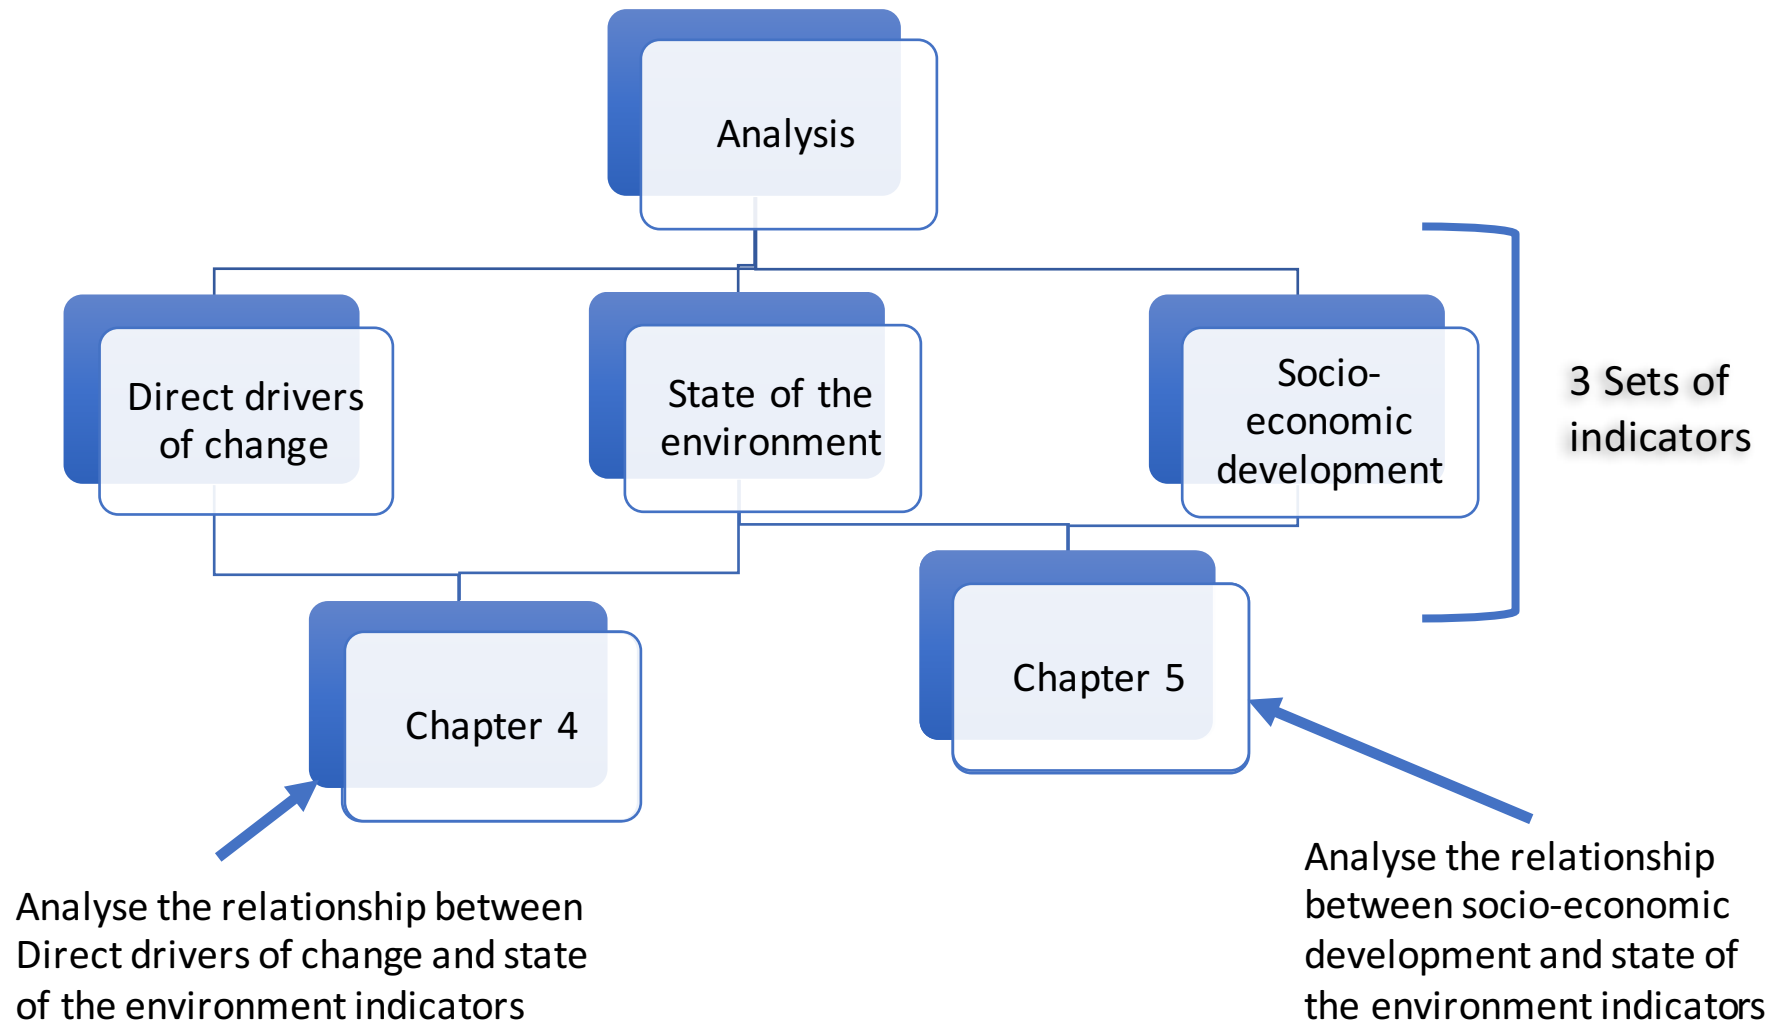 Analysis
Direct drivers
of change
State of the
environment
Socio-
economic
development
3 Sets of
indicators
Chapter 4
Chapter 5
Analyse the relationship between
Direct drivers of change and state
of the environment indicators
Analyse the relationship
between socio-economic
development and state of
the environment indicators